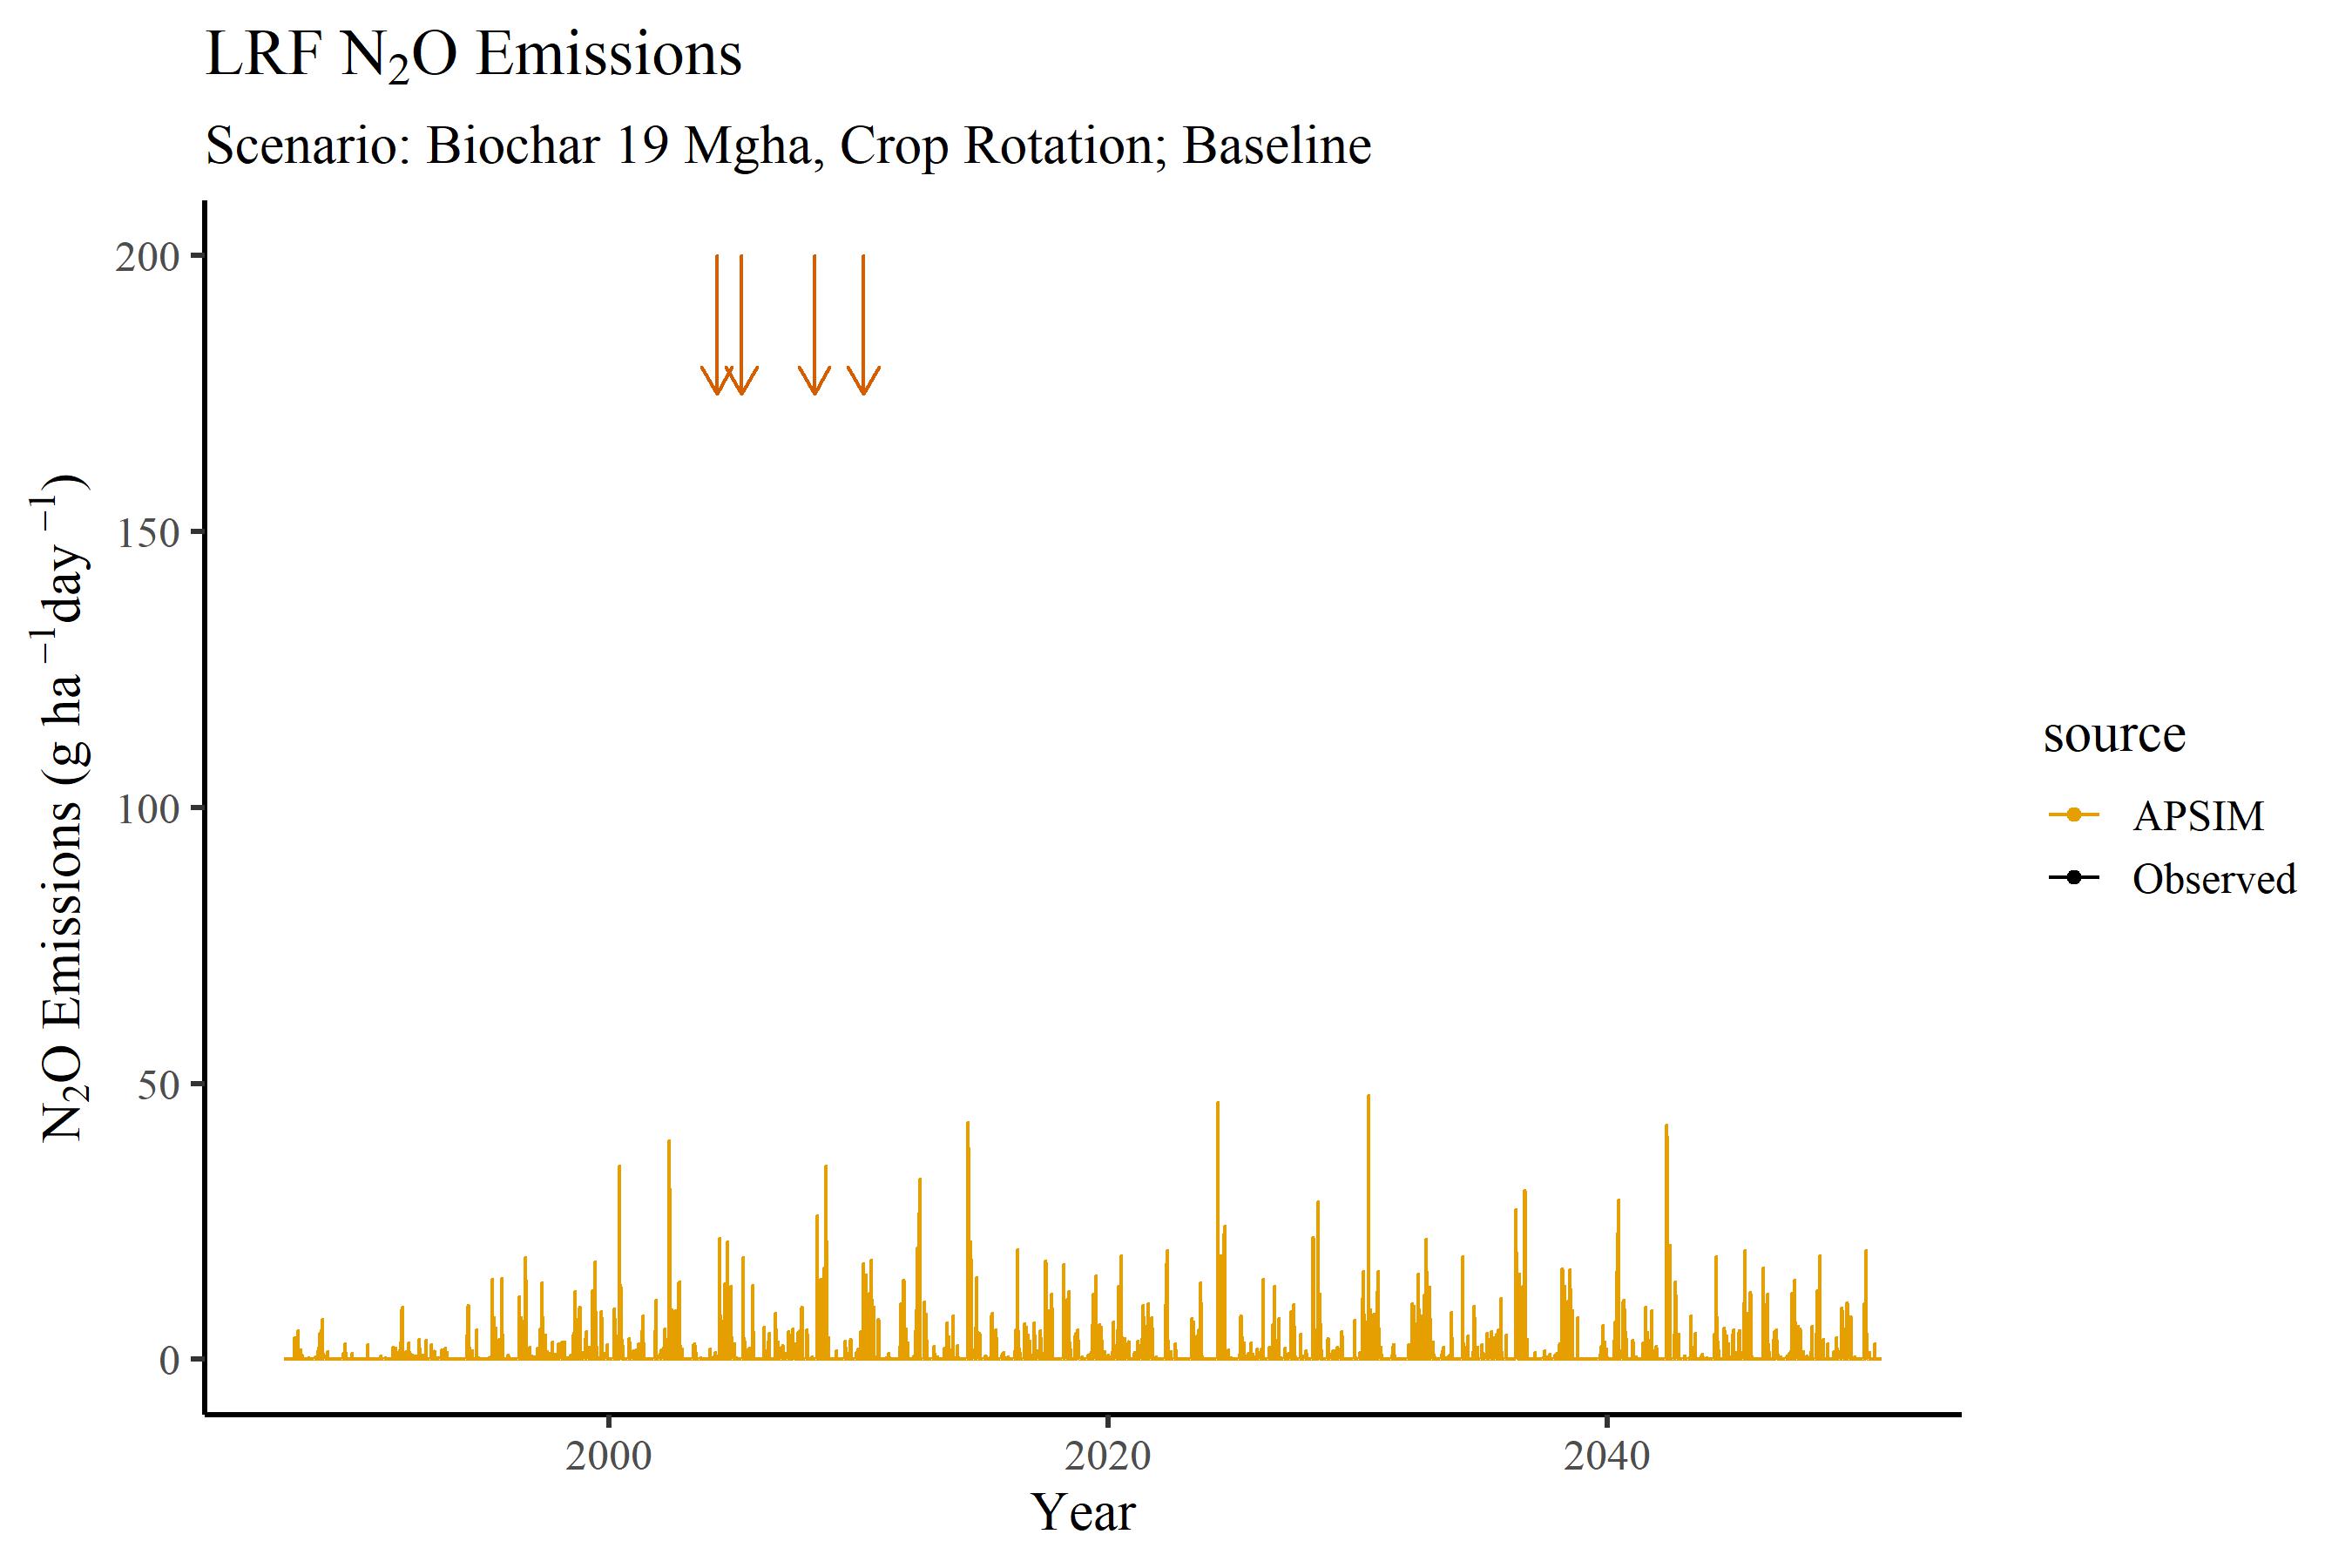 LRF N₂O Emissions
Scenario: Biochar 19 Mgha, Crop Rotation; Baseline
N₂O Emissions (g ha ⁻¹day ⁻¹)
200
150
100
50
0
2000 2020 2040
Year
source
APSIM
Observed